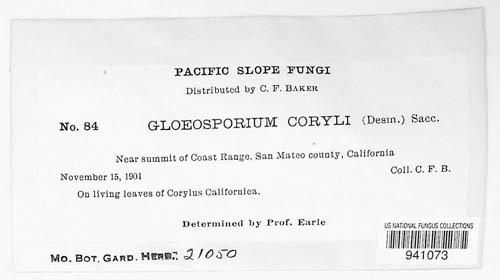 PACIFIC SLOPE FUNGI
Distributed by C. F. BAKER
No. 84 GLOEOSPORIUM CORYLI (Desm.) Sacc.
Near summit of Coast Range, San Mateo county, California
November 15, 1901 Coll. C. F. B.
On living leaves of Corylus Californica.
Determined by Prof. Earle
US NATIONAL FUNGUS COLLECTIONS
941073
MO. BOT. GARD. HERB. 21050